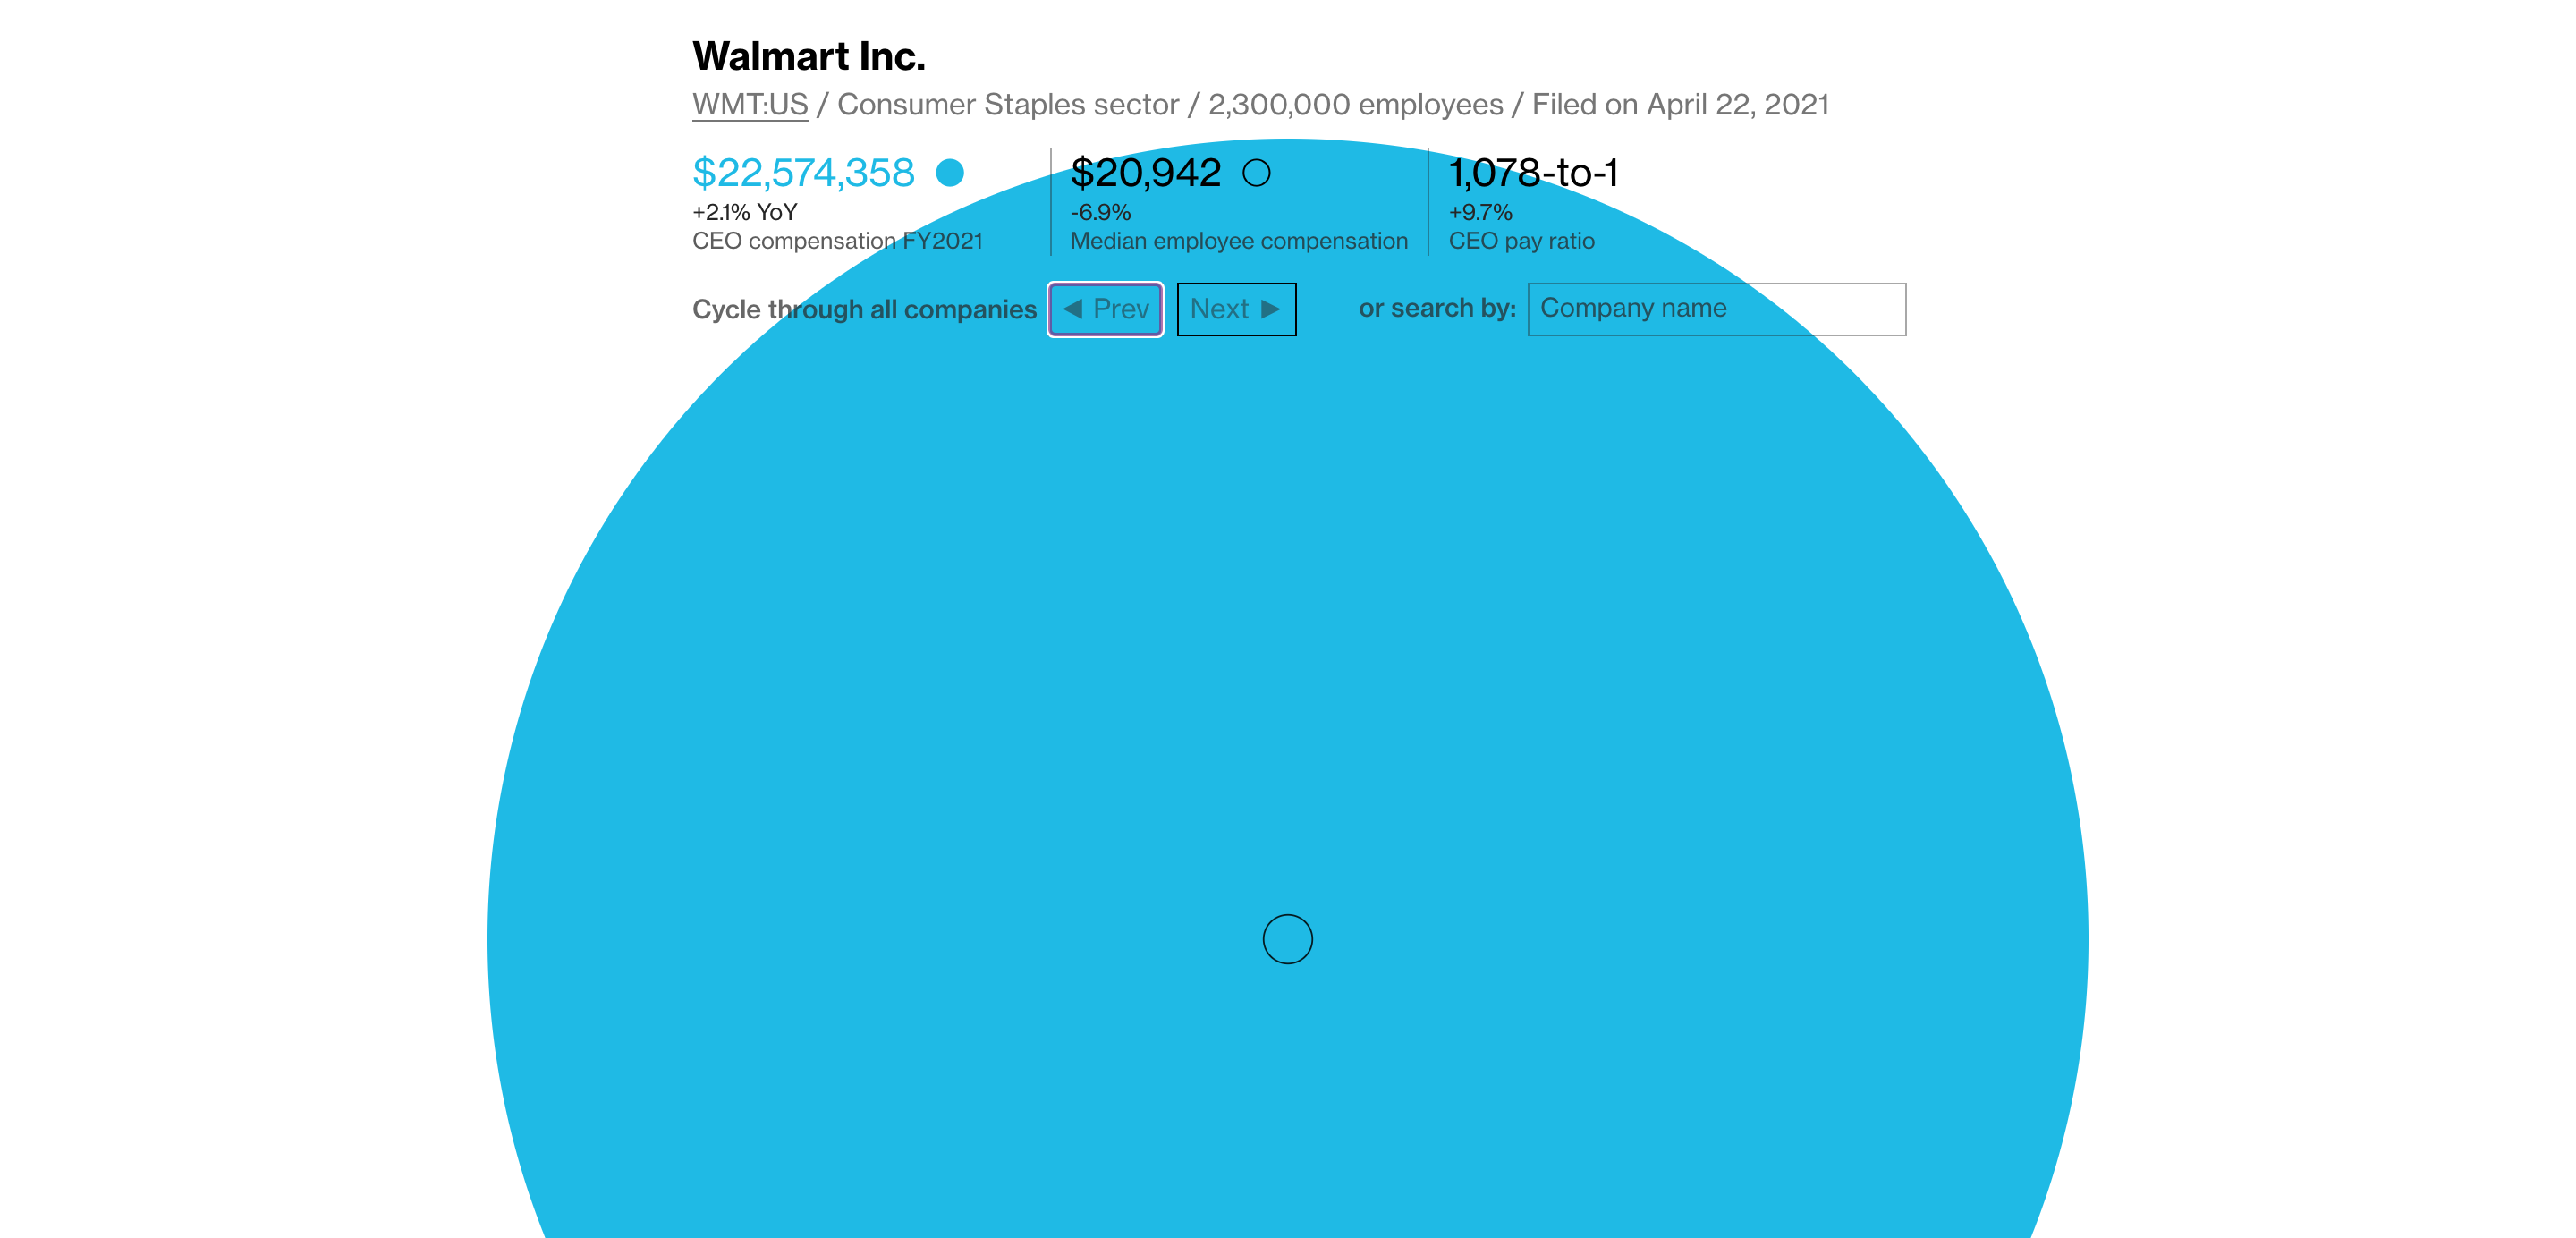 Walmart Inc.
WMT:US / Consumer Staples sector / 2,300,000 employees / Filed on April 22, 2021
$22,574,358
+2.1% YoY
CEO compensation FY2021
$20,942
-6.9%
Median employee compensation
1,078-to-1
+9.7%
CEO pay ratio
Cycle through all companies ◀ Prev Next ▶ or search by: Company name